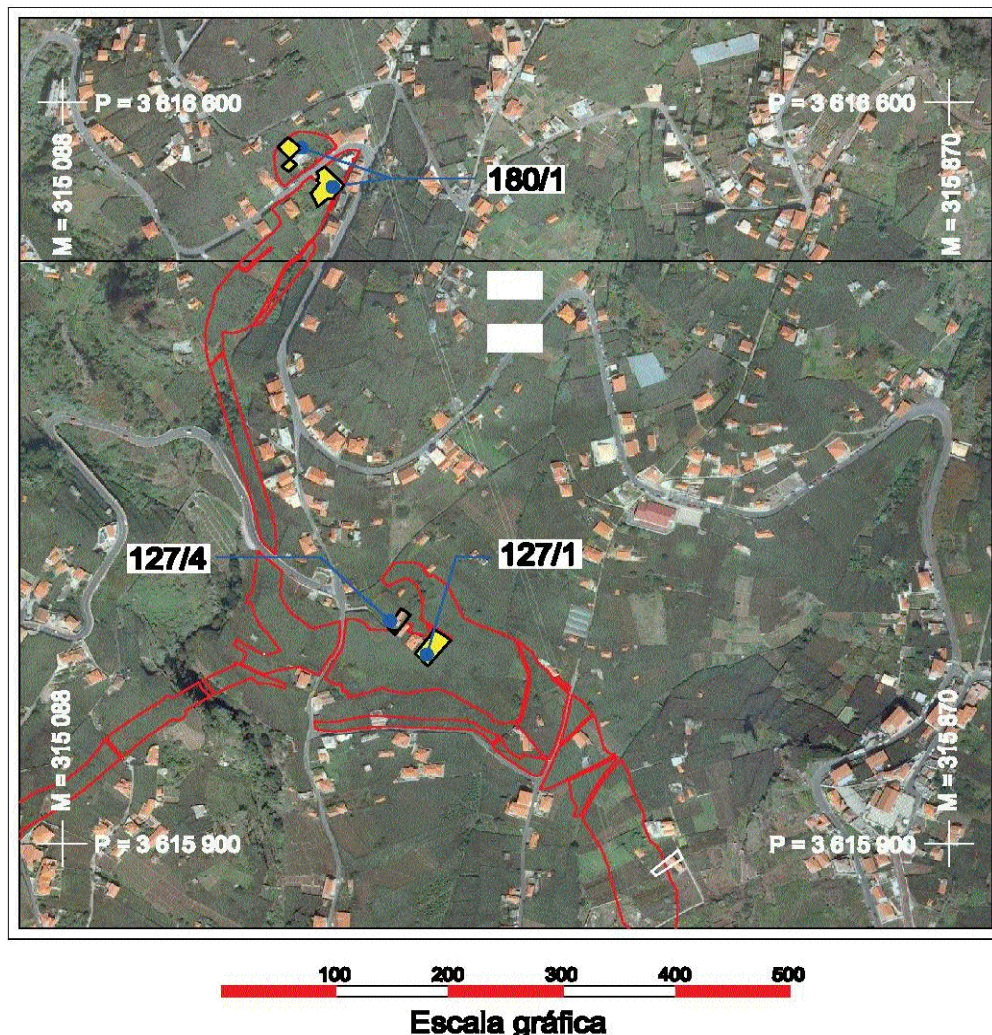 P = 3 616 600
P = 3 616 600
M = 315 088
M = 315 870
180/1
127/4
127/1
M = 315 088
M = 315 870
P = 3 615 900
P = 3 615 900
100 200 300 400 500
Escala gráfica